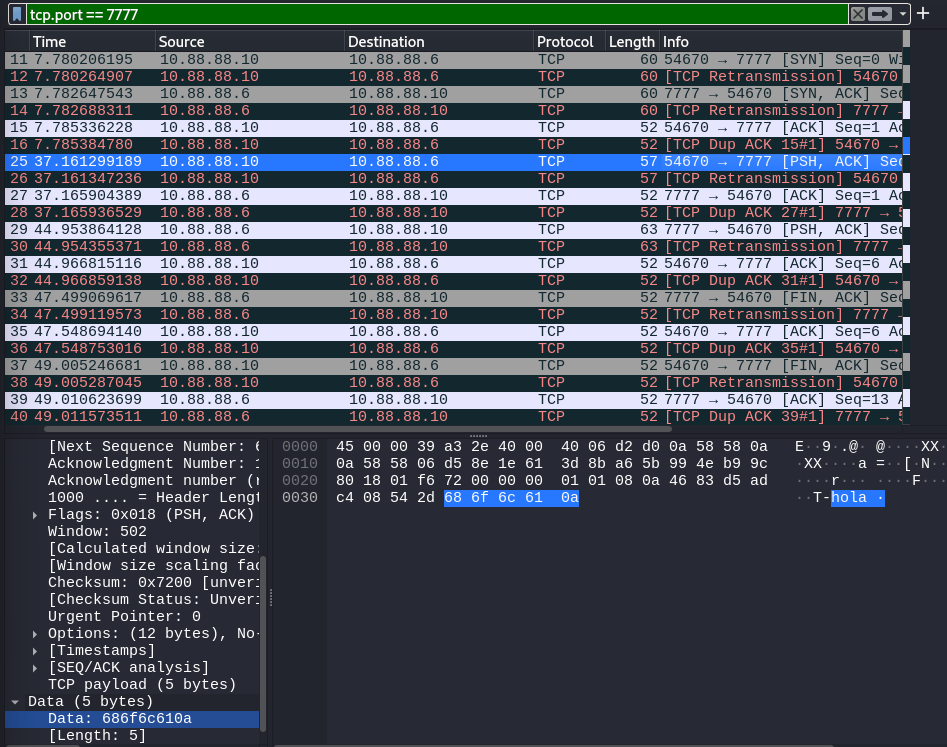 tcp.port == 7777
Time Source Destination Protocol Length Info
11 7.780206195 10.88.88.10 10.88.88.6 TCP 60 54670 → 7777 [SYN] Seq=0 Wi
12 7.780264907 10.88.88.10 10.88.88.6 TCP 60 [TCP Retransmission] 54670
13 7.782647543 10.88.88.6 10.88.88.10 TCP 60 7777 → 54670 [SYN, ACK] Sec
14 7.782688311 10.88.88.6 10.88.88.10 TCP 60 [TCP Retransmission] 7777 →
15 7.785336228 10.88.88.10 10.88.88.6 TCP 52 54670 → 7777 [ACK] Seq=1 Ac
16 7.785384780 10.88.88.10 10.88.88.6 TCP 52 [TCP Dup ACK 15#1] 54670 →
25 37.161299189 10.88.88.10 10.88.88.6 TCP 57 54670 → 7777 [PSH, ACK] Sec
26 37.161347236 10.88.88.10 10.88.88.6 TCP 57 [TCP Retransmission] 54670
27 37.165904389 10.88.88.6 10.88.88.10 TCP 52 7777 → 54670 [ACK] Seq=1 Ac
28 37.165936529 10.88.88.6 10.88.88.10 TCP 52 [TCP Dup ACK 27#1] 7777 → 5
29 44.953864128 10.88.88.6 10.88.88.10 TCP 63 7777 → 54670 [PSH, ACK] Sec
30 44.954355371 10.88.88.6 10.88.88.10 TCP 63 [TCP Retransmission] 7777 →
31 44.966815116 10.88.88.10 10.88.88.6 TCP 52 54670 → 7777 [ACK] Seq=6 Ac
32 44.966859138 10.88.88.10 10.88.88.6 TCP 52 [TCP Dup ACK 31#1] 54670 →
33 47.499069617 10.88.88.6 10.88.88.10 TCP 52 7777 → 54670 [FIN, ACK] Sec
34 47.499119573 10.88.88.6 10.88.88.10 TCP 52 [TCP Retransmission] 7777 →
35 47.548694140 10.88.88.10 10.88.88.6 TCP 52 54670 → 7777 [ACK] Seq=6 Ac
36 47.548753016 10.88.88.10 10.88.88.6 TCP 52 [TCP Dup ACK 35#1] 54670 →
37 49.005246681 10.88.88.10 10.88.88.6 TCP 52 54670 → 7777 [FIN, ACK] Sec
38 49.005287045 10.88.88.10 10.88.88.6 TCP 52 [TCP Retransmission] 54670
39 49.010623699 10.88.88.6 10.88.88.10 TCP 52 7777 → 54670 [ACK] Seq=13 A
40 49.011573511 10.88.88.6 10.88.88.10 TCP 52 [TCP Dup ACK 39#1] 7777 → 5
[Next Sequence Number: 6
Acknowledgment Number: 1
Acknowledgment number (r
1000 .... = Header Lengt
Flags: 0x018 (PSH, ACK)
Window: 502
[Calculated window size:
[Window size scaling fac
Checksum: 0x7200 [unveri
[Checksum Status: Unveri
Urgent Pointer: 0
Options: (12 bytes), No-
[Timestamps]
[SEQ/ACK analysis]
TCP payload (5 bytes)
Data (5 bytes)
Data: 686f6c610a
[Length: 5]
0000 45 00 00 39 a3 2e 40 00 40 06 d2 d0 0a 58 58 0a E··9·.@· @····XX·
0010 0a 58 58 06 d5 8e 1e 61 3d 8b a6 5b 99 4e b9 9c ·XX····a =··[·N··
0020 80 18 01 f6 72 00 00 00 01 01 08 0a 46 83 d5 ad ····r··· ····F···
0030 c4 08 54 2d 68 6f 6c 61 0a ··T-hola ·